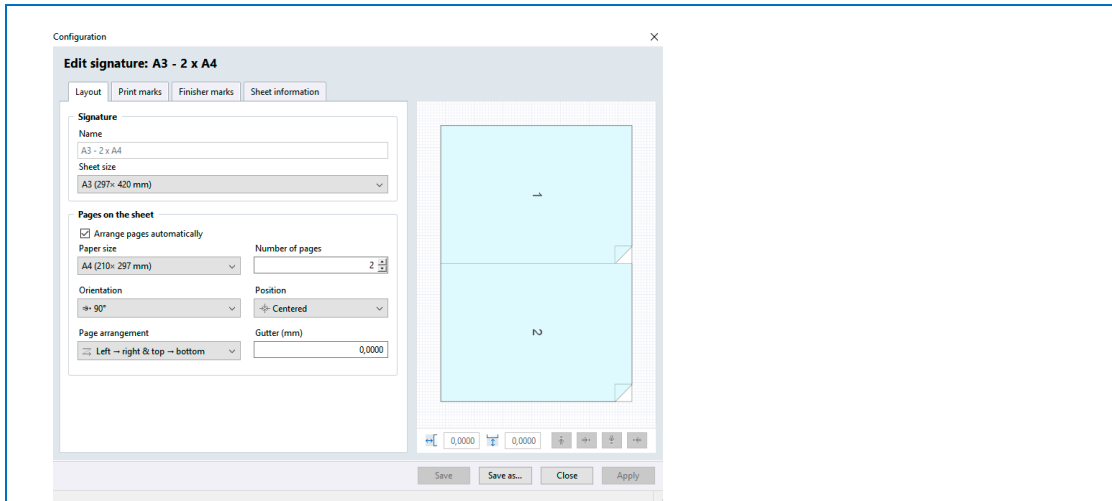 Configuration
Edit signature: A3 - 2 x A4
Layout Print marks Finisher marks Sheet information
Signature
Name
A3 - 2 x A4
Sheet size
A3 (297× 420 mm)
Pages on the sheet
Arrange pages automatically
Paper size Number of pages
A4 (210× 297 mm) 2
Orientation Position
90° Centered
Page arrangement Gutter (mm)
Left → right & top → bottom 0,0000
1
2
0,0000 0,0000
Save Save as... Close Apply